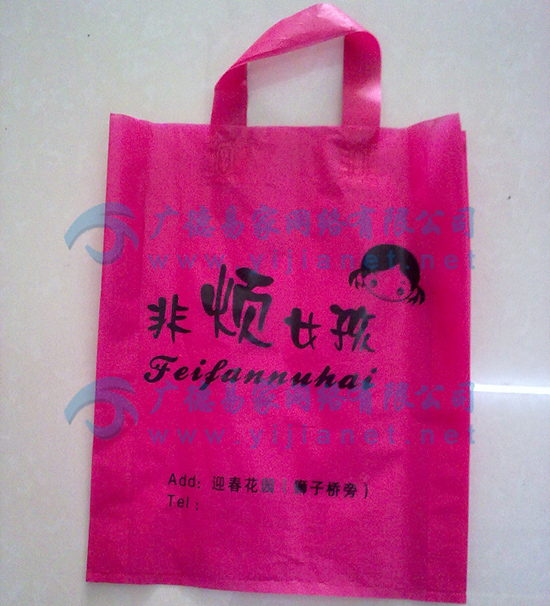 广德易家网络有限公司
www.yijianet.net
非烦女孩
Feifannuhai
广德易家网络有限公司
www.yijianet.net
Add: 迎春花园(狮子桥旁)
Tel: